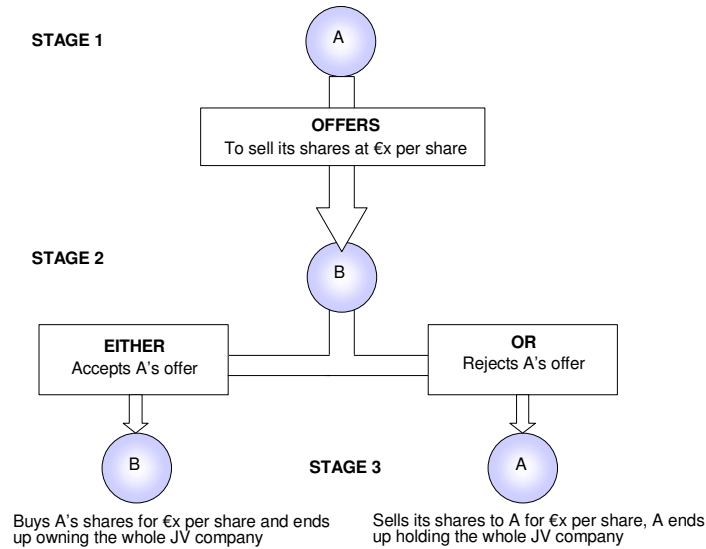 STAGE 1
A
OFFERS
To sell its shares at €x per share
STAGE 2
B
EITHER
Accepts A's offer
OR
Rejects A's offer
B
STAGE 3
A
Buys A's shares for €x per share and ends
up owning the whole JV company
Sells its shares to A for €x per share, A ends
up holding the whole JV company